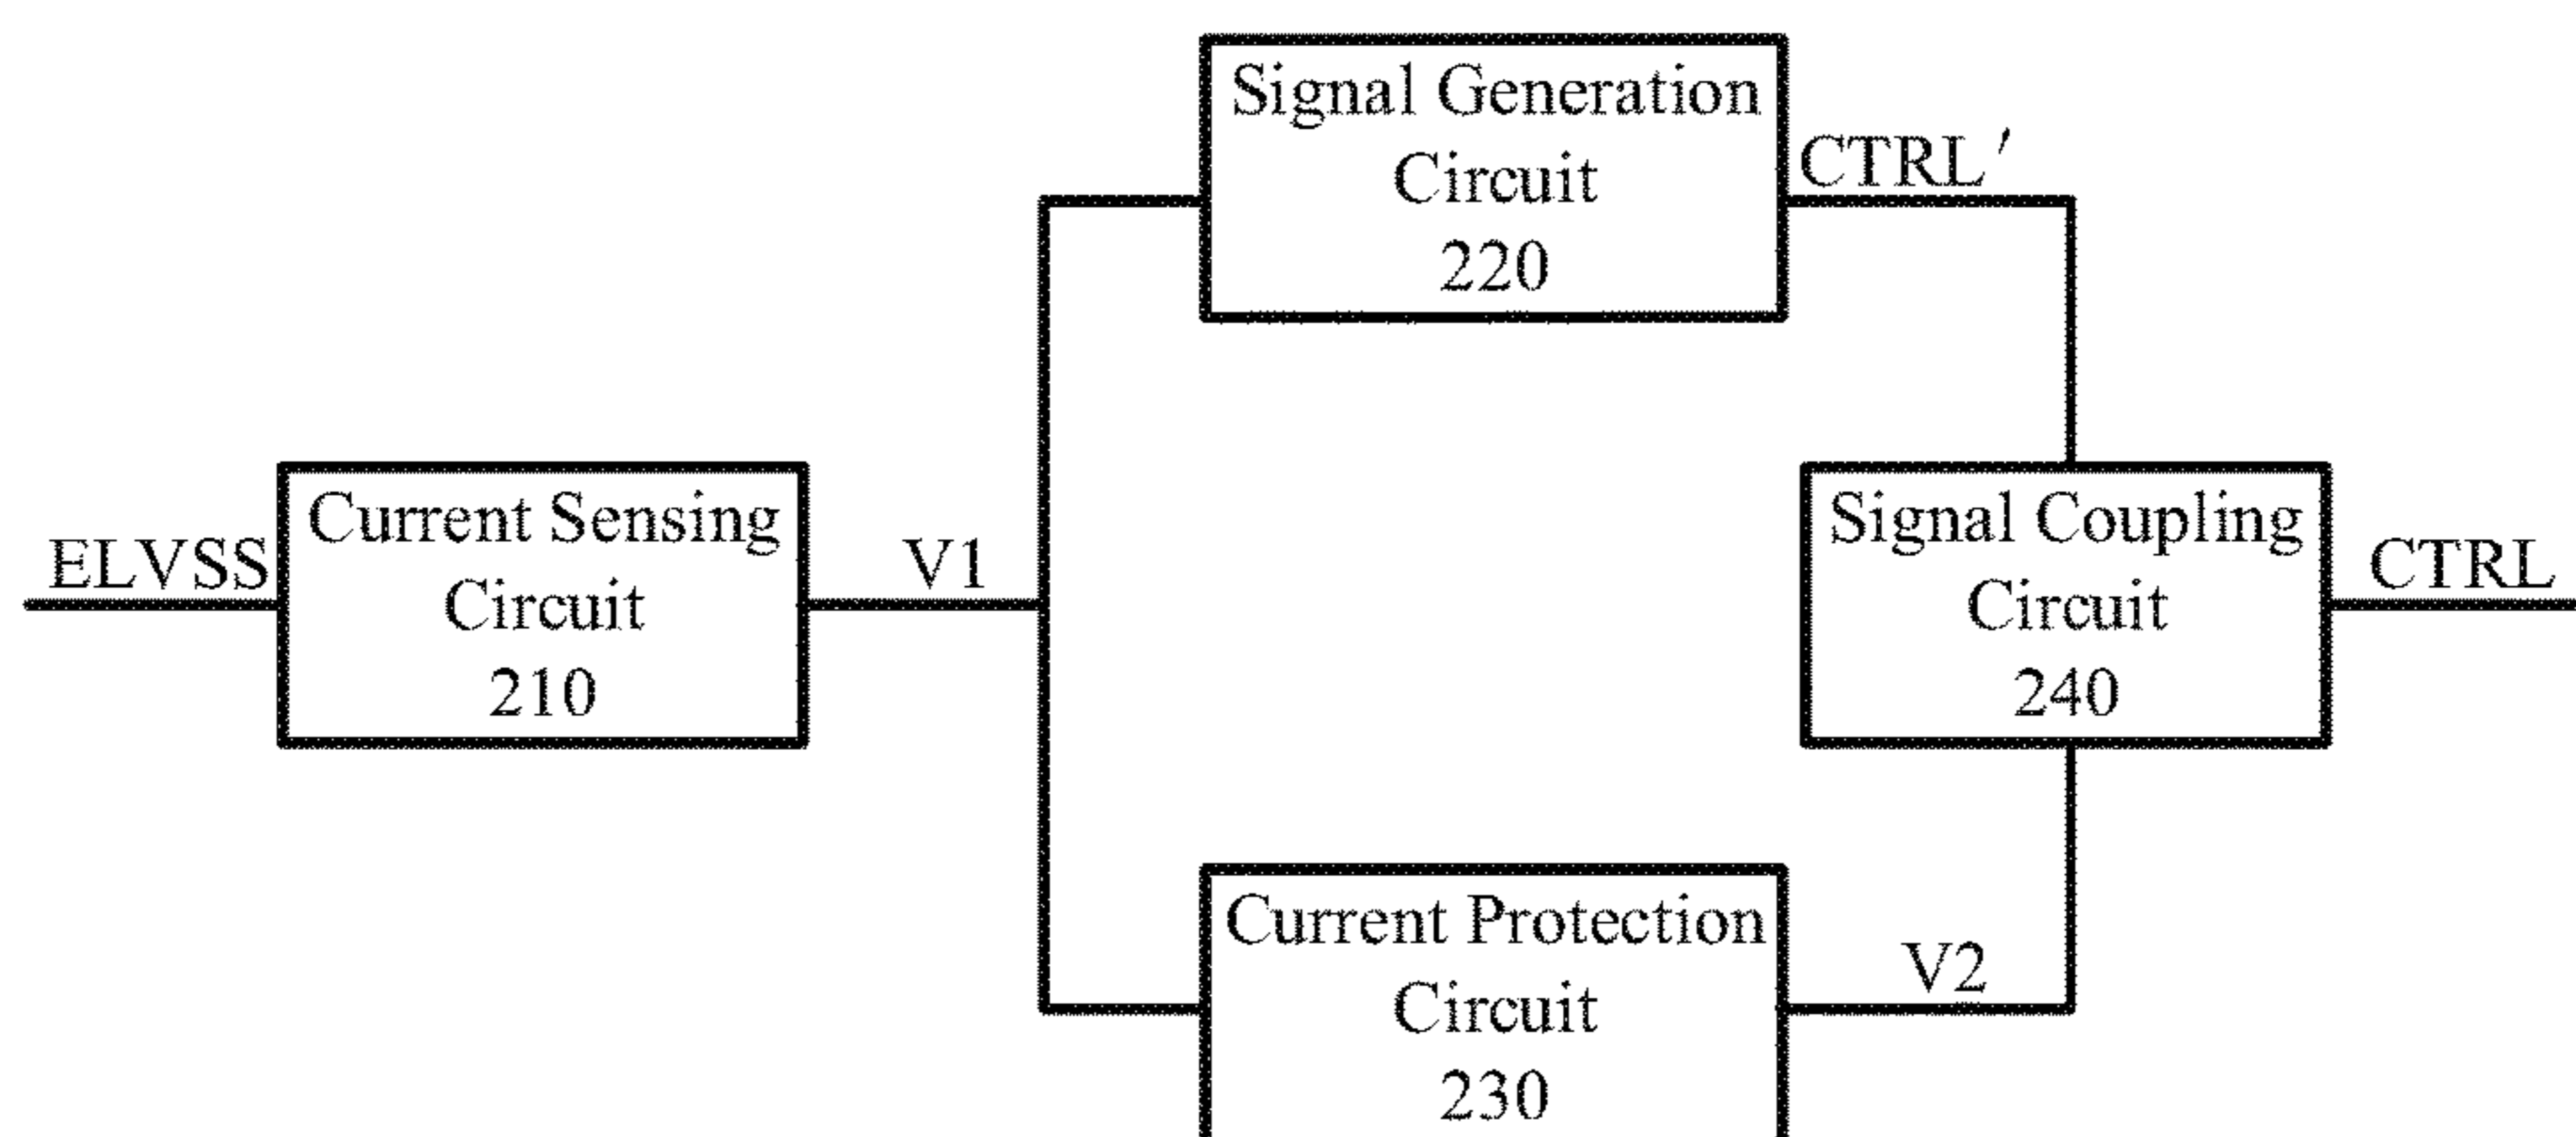 Signal Generation
Circuit
220
CTRL′
ELVSS
Current Sensing
Circuit
210
V1
Signal Coupling
Circuit
240
CTRL
Current Protection
Circuit
230
V2